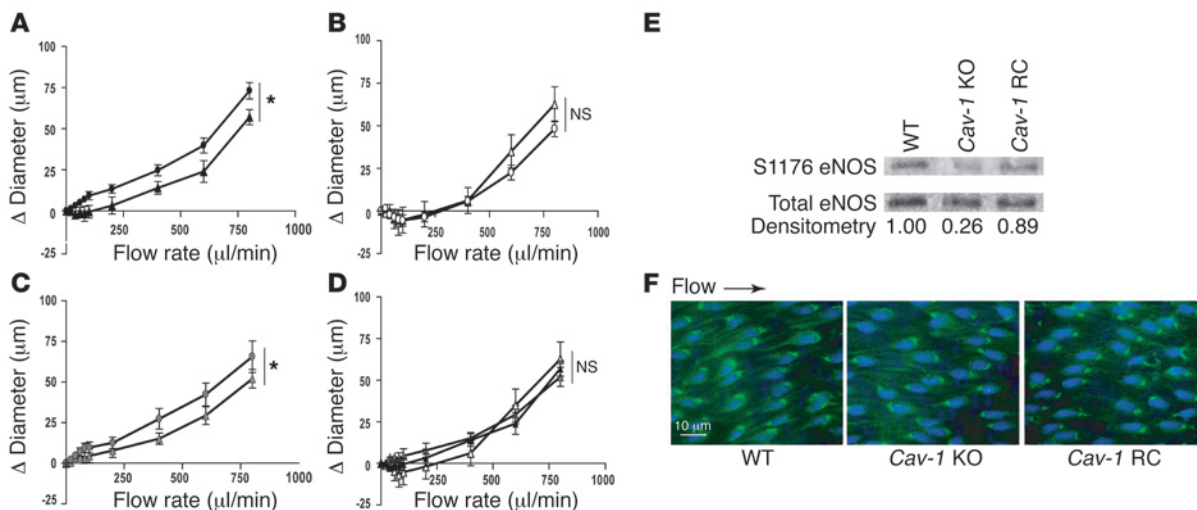 A
100
75
50
25
0
-25
250
500
750
1000
Δ Diameter (μm)
Flow rate (μl/min)
*
B
100
75
50
25
0
-25
250
500
750
1000
Δ Diameter (μm)
Flow rate (μl/min)
NS
C
100
75
50
25
0
-25
250
500
750
1000
Δ Diameter (μm)
Flow rate (μl/min)
*
D
100
75
50
25
0
-25
250
500
750
1000
Δ Diameter (μm)
Flow rate (μl/min)
NS
E
WT
Cav-1 KO
Cav-1 RC
S1176 eNOS
Total eNOS
Densitometry 1.00 0.26 0.89
F
Flow
10 μm
WT
Cav-1 KO
Cav-1 RC